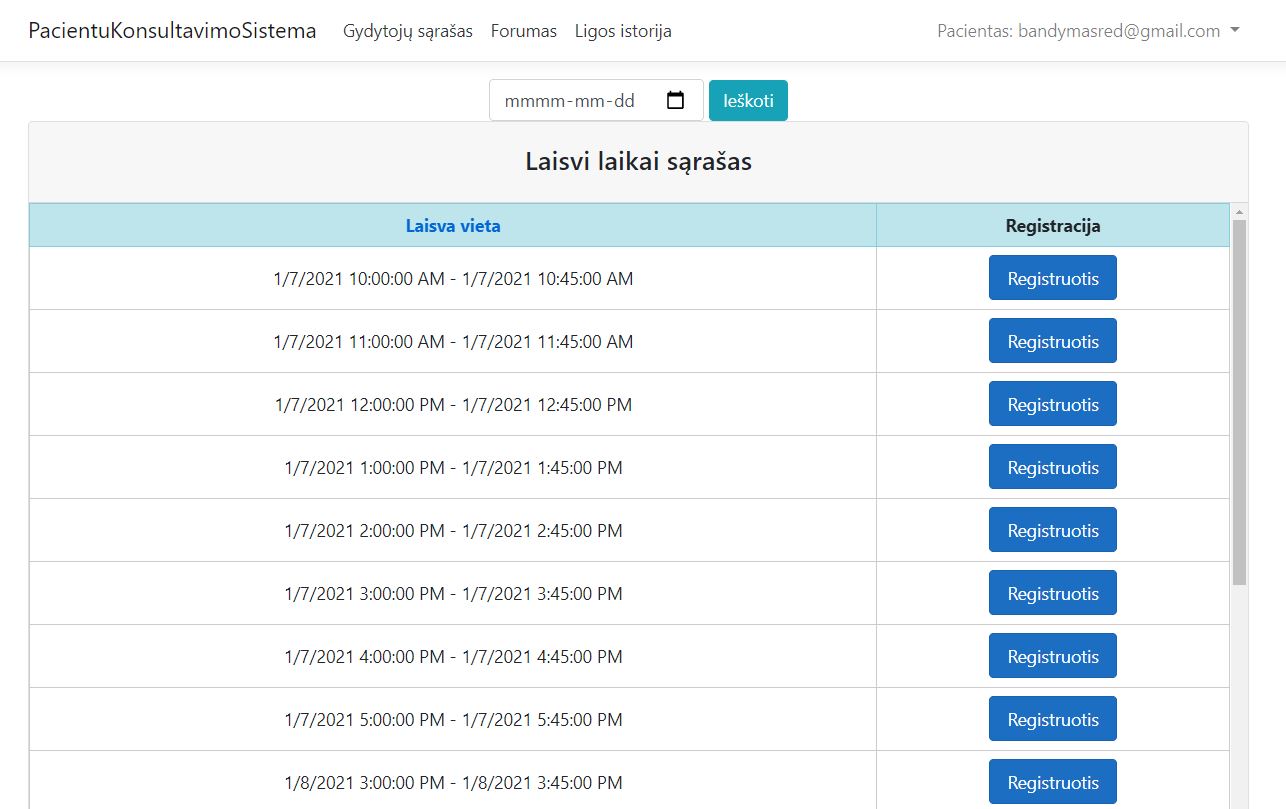 PacientuKonsultavimoSistema Gydytojų sąrašas Forumas Ligos istorija Pacientas: bandymasred@gmail.com
mmmm-mm-dd Ieškoti
Laisvi laikai sąrašas
Laisva vieta Registracija
1/7/2021 10:00:00 AM - 1/7/2021 10:45:00 AM Registruotis
1/7/2021 11:00:00 AM - 1/7/2021 11:45:00 AM Registruotis
1/7/2021 12:00:00 PM - 1/7/2021 12:45:00 PM Registruotis
1/7/2021 1:00:00 PM - 1/7/2021 1:45:00 PM Registruotis
1/7/2021 2:00:00 PM - 1/7/2021 2:45:00 PM Registruotis
1/7/2021 3:00:00 PM - 1/7/2021 3:45:00 PM Registruotis
1/7/2021 4:00:00 PM - 1/7/2021 4:45:00 PM Registruotis
1/7/2021 5:00:00 PM - 1/7/2021 5:45:00 PM Registruotis
1/8/2021 3:00:00 PM - 1/8/2021 3:45:00 PM Registruotis